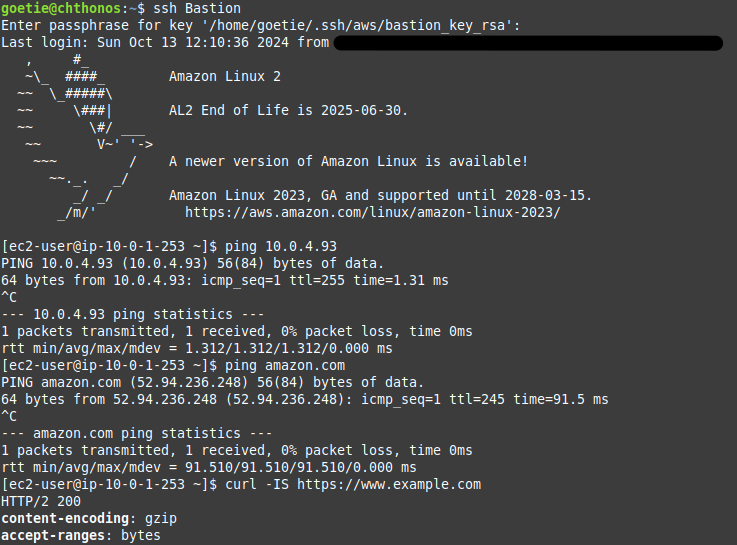 goetie@chthonos:~$ ssh Bastion
Enter passphrase for key '/home/goetie/.ssh/aws/bastion_key_rsa':
Last login: Sun Oct 13 12:10:36 2024 from
   ,     #_
   ~\_  ####_        Amazon Linux 2
  ~~  \_#####\
  ~~     \###|       AL2 End of Life is 2025-06-30.
  ~~       \#/ ___
   ~~       V~' '->
    ~~~         /    A newer version of Amazon Linux is available!
      ~~._.   _/
         _/ _/       Amazon Linux 2023, GA and supported until 2028-03-15.
       _/m/'           https://aws.amazon.com/linux/amazon-linux-2023/

[ec2-user@ip-10-0-1-253 ~]$ ping 10.0.4.93
PING 10.0.4.93 (10.0.4.93) 56(84) bytes of data.
64 bytes from 10.0.4.93: icmp_seq=1 ttl=255 time=1.31 ms
^C
--- 10.0.4.93 ping statistics ---
1 packets transmitted, 1 received, 0% packet loss, time 0ms
rtt min/avg/max/mdev = 1.312/1.312/1.312/0.000 ms
[ec2-user@ip-10-0-1-253 ~]$ ping amazon.com
PING amazon.com (52.94.236.248) 56(84) bytes of data.
64 bytes from 52.94.236.248 (52.94.236.248): icmp_seq=1 ttl=245 time=91.5 ms
^C
--- amazon.com ping statistics ---
1 packets transmitted, 1 received, 0% packet loss, time 0ms
rtt min/avg/max/mdev = 91.510/91.510/91.510/0.000 ms
[ec2-user@ip-10-0-1-253 ~]$ curl -IS https://www.example.com
HTTP/2 200
content-encoding: gzip
accept-ranges: bytes